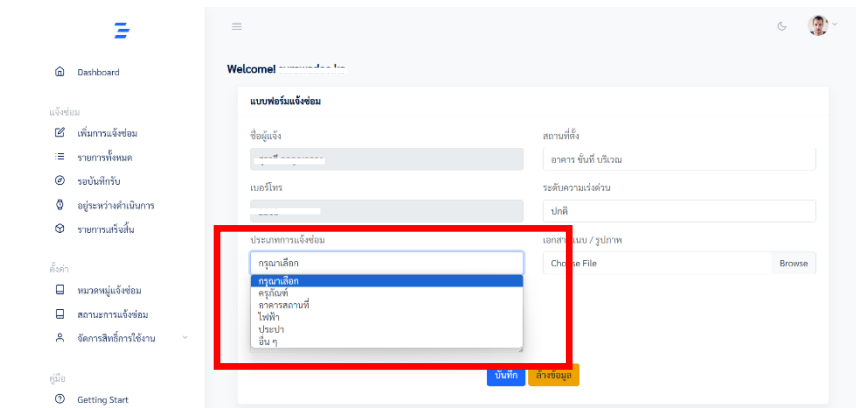 Dashboard
แจ้งซ่อม
เพิ่มการแจ้งซ่อม
รายการทั้งหมด
รอบันทึกรับ
อยู่ระหว่างดำเนินการ
รายการเสร็จสิ้น
ตั้งค่า
หมวดหมู่แจ้งซ่อม
สถานะการแจ้งซ่อม
จัดการสิทธิ์การใช้งาน
คู่มือ
Getting Start
Welcome!
แบบฟอร์มแจ้งซ่อม
ชื่อผู้แจ้ง
สถานที่ตั้ง
อาคาร ชั้นที่ บริเวณ
เบอร์โทร
ระดับความเร่งด่วน
ปกติ
ประเภทการแจ้งซ่อม
เอกสารแนบ / รูปภาพ
กรุณาเลือก
Choose File
Browse
กรุณาเลือก
ครุภัณฑ์
อาคารสถานที่
ไฟฟ้า
ประปา
อื่น ๆ
บันทึก
ล้างข้อมูล